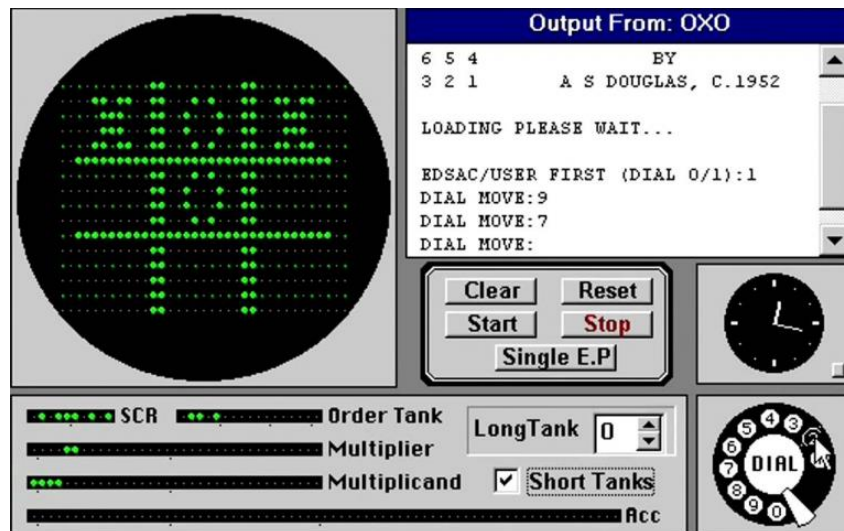 Output From: OXO
6 5 4 BY
3 2 1 A S DOUGLAS, C.1952
LOADING PLEASE WAIT...
EDSAC/USER FIRST (DIAL 0/1):1
DIAL MOVE:9
DIAL MOVE:7
DIAL MOVE:
Clear Reset
Start Stop
Single E.P
SCR Order Tank
LongTank 0
Multiplier
Multiplicand
Short Tanks
Acc
4 3
5
6
7 DIAL
8
9 0